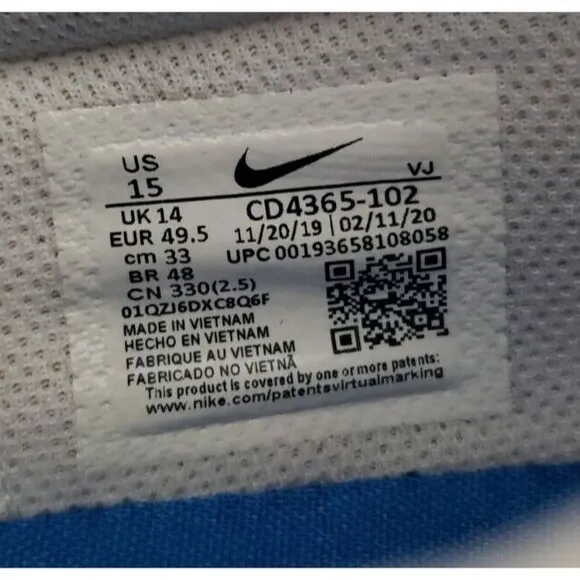 US
15
VJ
UK 14
CD4365-102
EUR 49.5
11/20/19 | 02/11/20
cm 33
UPC 00193658108058
BR 48
CN 330(2.5)
01QZJ6DXC8Q6F
MADE IN VIETNAM
HECHO EN VIETNAM
FABRIQUE AU VIETNAM
FABRICADO NO VIETNÃ
This product is covered by one or more patents:
www.nike.com/patentsvirtualmarking